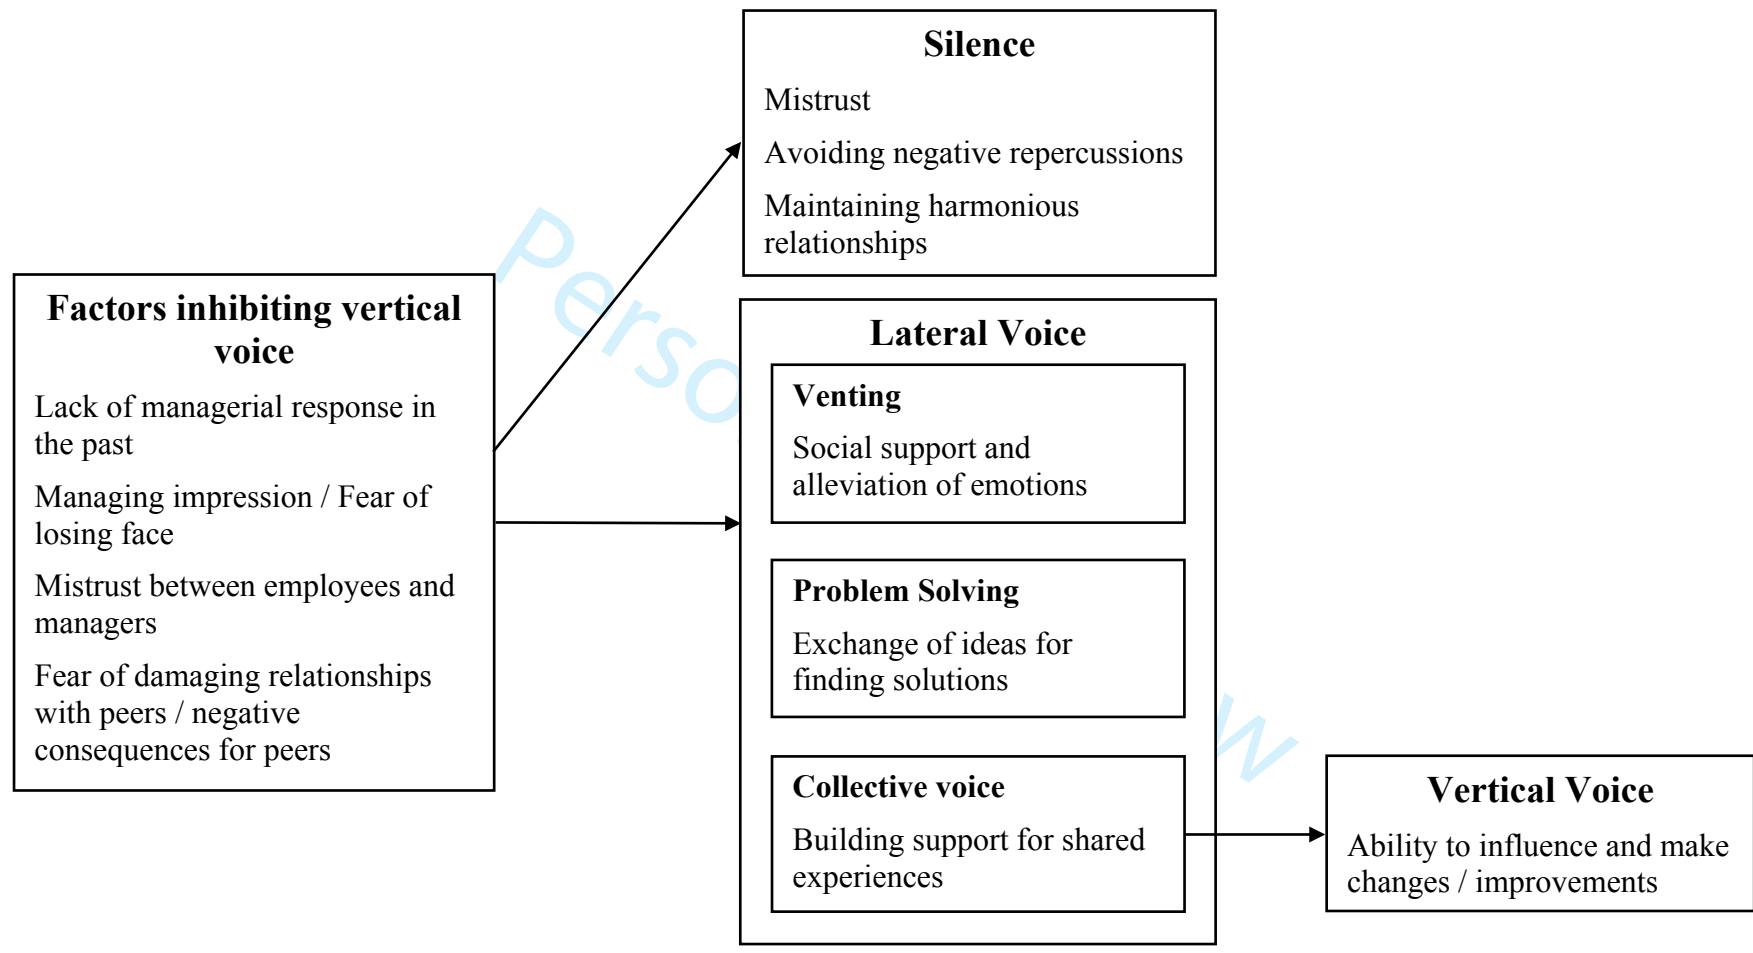 Silence
Mistrust
Avoiding negative repercussions
Maintaining harmonious
relationships
Factors inhibiting vertical
voice
Lack of managerial response in
the past
Managing impression / Fear of
losing face
Mistrust between employees and
managers
Fear of damaging relationships
with peers / negative
consequences for peers
Lateral Voice
Venting
Social support and
alleviation of emotions
Problem Solving
Exchange of ideas for
finding solutions
Collective voice
Building support for shared
experiences
Vertical Voice
Ability to influence and make
changes / improvements